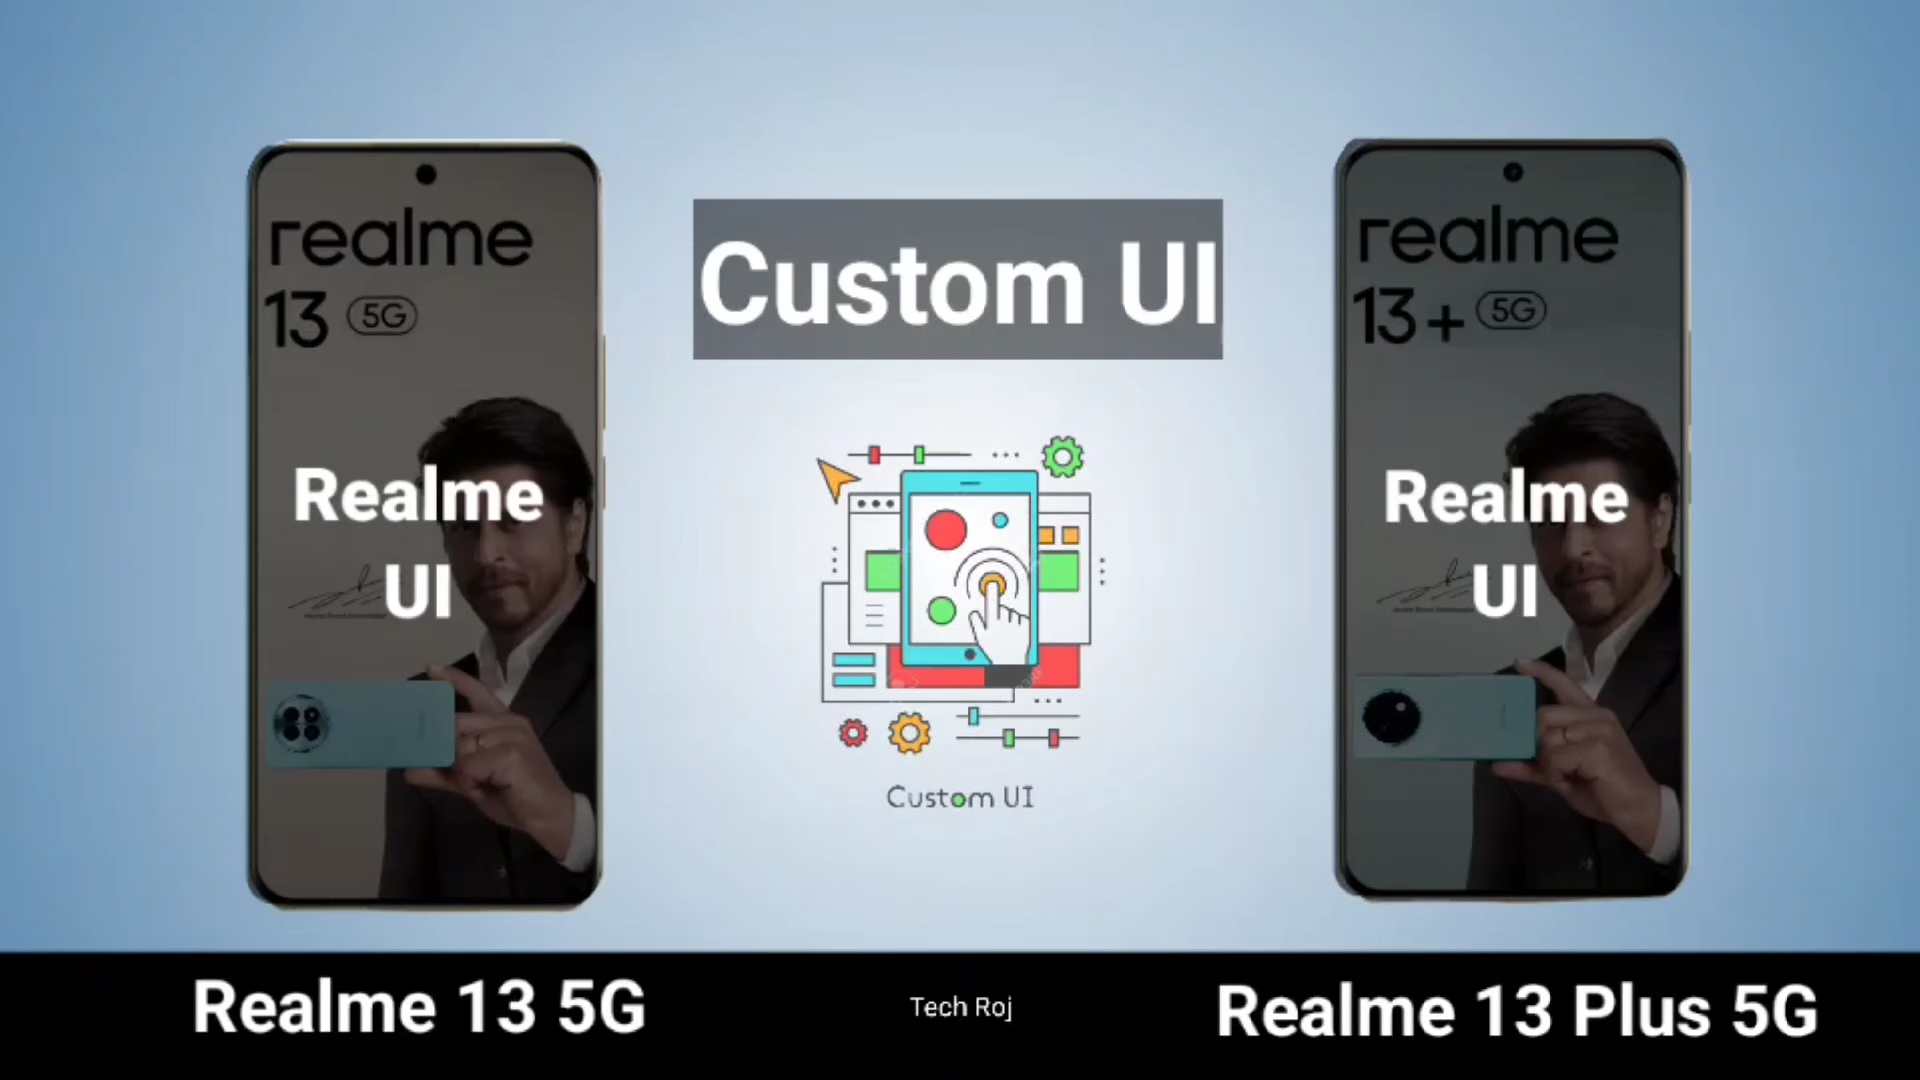 realme
13 5G
Realme
UI
Custom UI
Custom UI
realme
13+ 5G
Realme
UI
Realme 13 5G
Tech Roj
Realme 13 Plus 5G